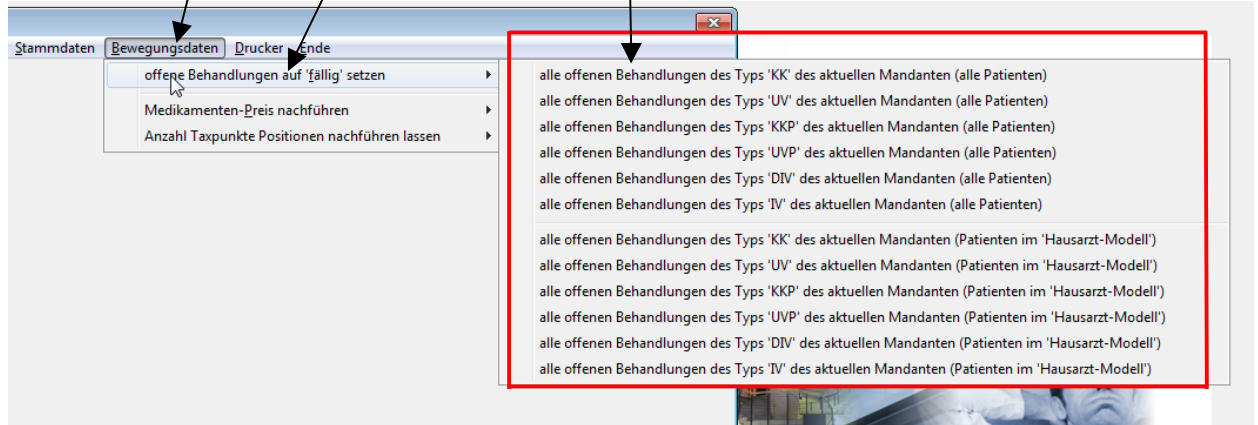 Stammdaten Bewegungsdaten Drucker Ende
offene Behandlungen auf 'fällig' setzen
Medikamenten-Preis nachführen
Anzahl Taxpunkte Positionen nachführen lassen
alle offenen Behandlungen des Typs 'KK' des aktuellen Mandanten (alle Patienten)
alle offenen Behandlungen des Typs 'UV' des aktuellen Mandanten (alle Patienten)
alle offenen Behandlungen des Typs 'KKP' des aktuellen Mandanten (alle Patienten)
alle offenen Behandlungen des Typs 'UVP' des aktuellen Mandanten (alle Patienten)
alle offenen Behandlungen des Typs 'DIV' des aktuellen Mandanten (alle Patienten)
alle offenen Behandlungen des Typs 'IV' des aktuellen Mandanten (alle Patienten)
alle offenen Behandlungen des Typs 'KK' des aktuellen Mandanten (Patienten im 'Hausarzt-Modell')
alle offenen Behandlungen des Typs 'UV' des aktuellen Mandanten (Patienten im 'Hausarzt-Modell')
alle offenen Behandlungen des Typs 'KKP' des aktuellen Mandanten (Patienten im 'Hausarzt-Modell')
alle offenen Behandlungen des Typs 'UVP' des aktuellen Mandanten (Patienten im 'Hausarzt-Modell')
alle offenen Behandlungen des Typs 'DIV' des aktuellen Mandanten (Patienten im 'Hausarzt-Modell')
alle offenen Behandlungen des Typs 'IV' des aktuellen Mandanten (Patienten im 'Hausarzt-Modell')